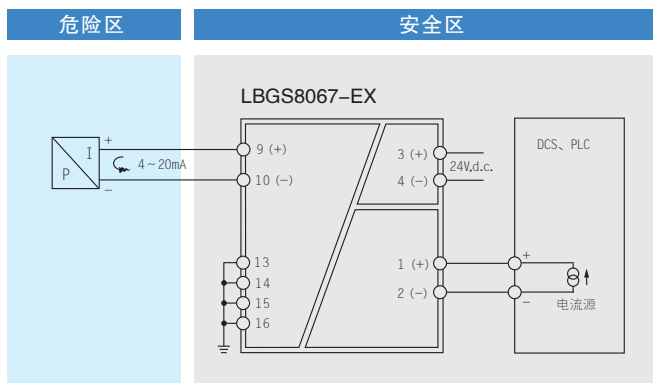 危险区
安全区
LBGS8067-EX
I
P
+
−
4~20mA
9 (+)
10 (−)
3 (+)
4 (−)
24V,d.c.
DCS、PLC
13
14
15
16
1 (+)
2 (−)
+
−
电流源